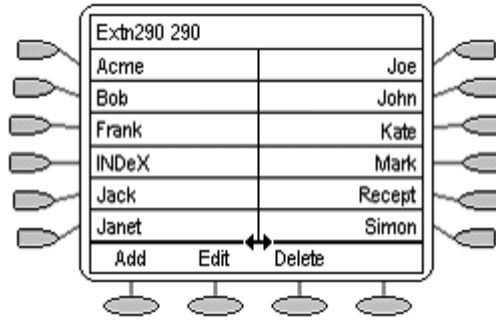 Extn290 290
Acme Joe
Bob John
Frank Kate
INDeX Mark
Jack Recept
Janet Simon
Add Edit Delete